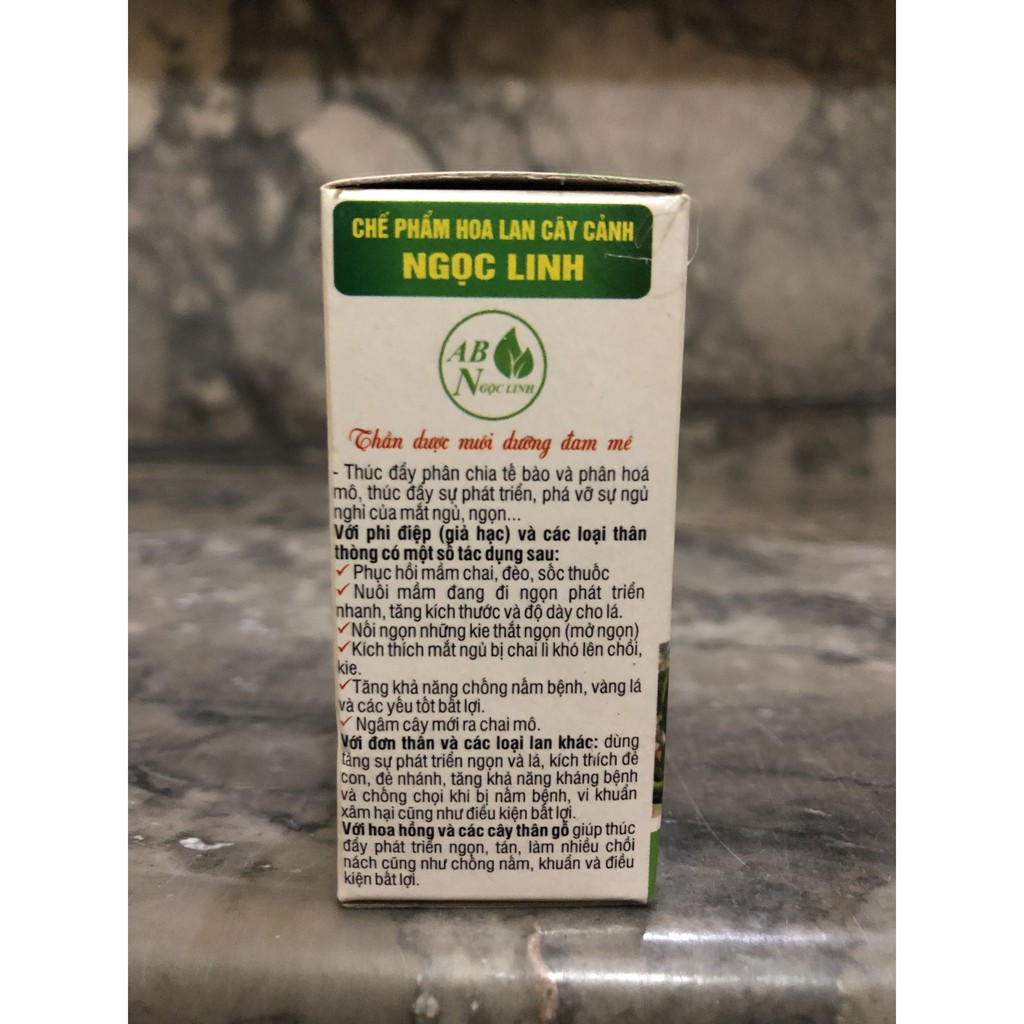 CHẾ PHẨM HOA LAN CÂY CẢNH
NGỌC LINH
AB
NGỌC LINH
Thần dược nuôi dưỡng đam mê
- Thúc đẩy phân chia tế bào và phân hoá
mô, thúc đẩy sự phát triển, phá vỡ sự ngủ
nghỉ của mắt ngủ, ngọn...
Với phi điệp (giả hạc) và các loại thân
thòng có một số tác dụng sau:
✓ Phục hồi mầm chai, đèo, sốc thuốc
✓ Nuôi mầm đang đi ngọn phát triển
nhanh, tăng kích thước và độ dày cho lá.
✓ Nối ngọn những kie thắt ngọn (mở ngọn)
✓ Kích thích mắt ngủ bị chai lì khó lên chồi,
kie.
✓ Tăng khả năng chống nấm bệnh, vàng lá
và các yếu tốt bất lợi.
✓ Ngâm cây mới ra chai mô.
Với đơn thân và các loại lan khác: dùng
tăng sự phát triển ngọn và lá, kích thích đẻ
con, đẻ nhánh, tăng khả năng kháng bệnh
và chống chọi khi bị nấm bệnh, vi khuẩn
xâm hại cũng như điều kiện bất lợi.
Với hoa hồng và các cây thân gỗ giúp thúc
đẩy phát triển ngọn, tán, làm nhiều chồi
nách cũng như chống nấm, khuẩn và điều
kiện bất lợi.